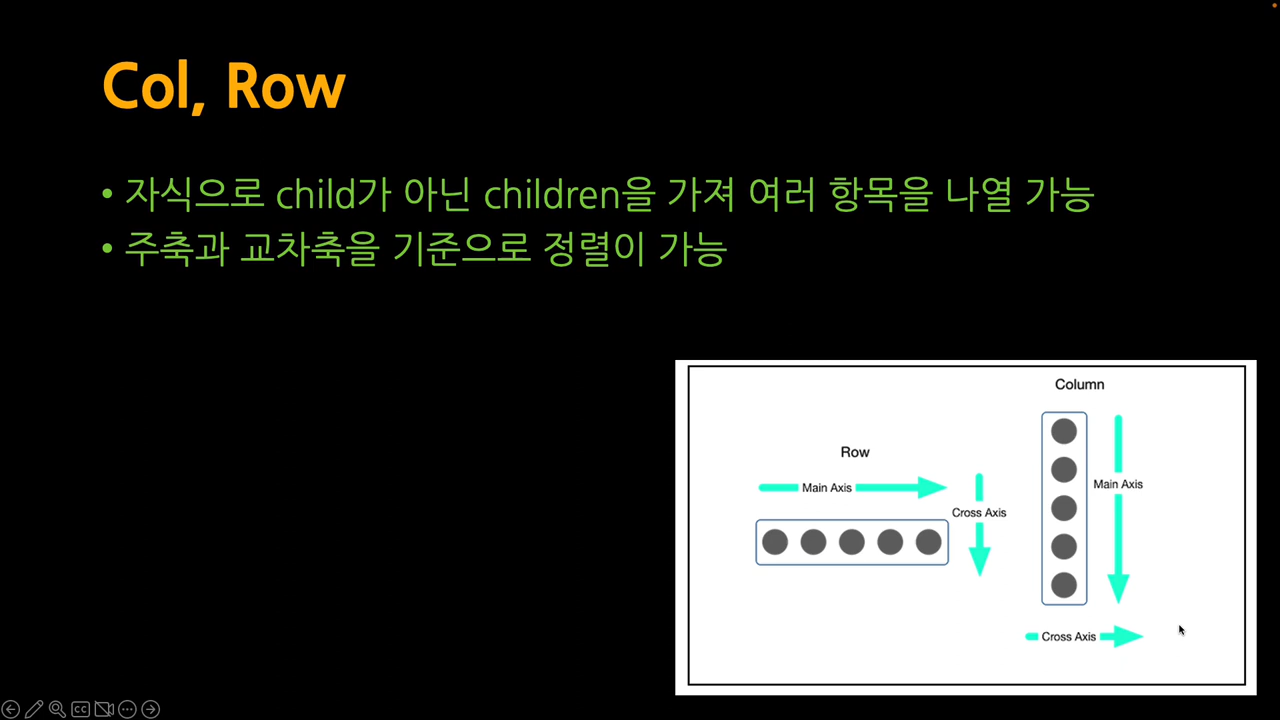 Col, Row
• 자식으로 child가 아닌 children을 가져 여러 항목을 나열 가능
• 주축과 교차축을 기준으로 정렬이 가능
Column
Row
Main Axis
Main Axis
Cross Axis
Cross Axis
CC